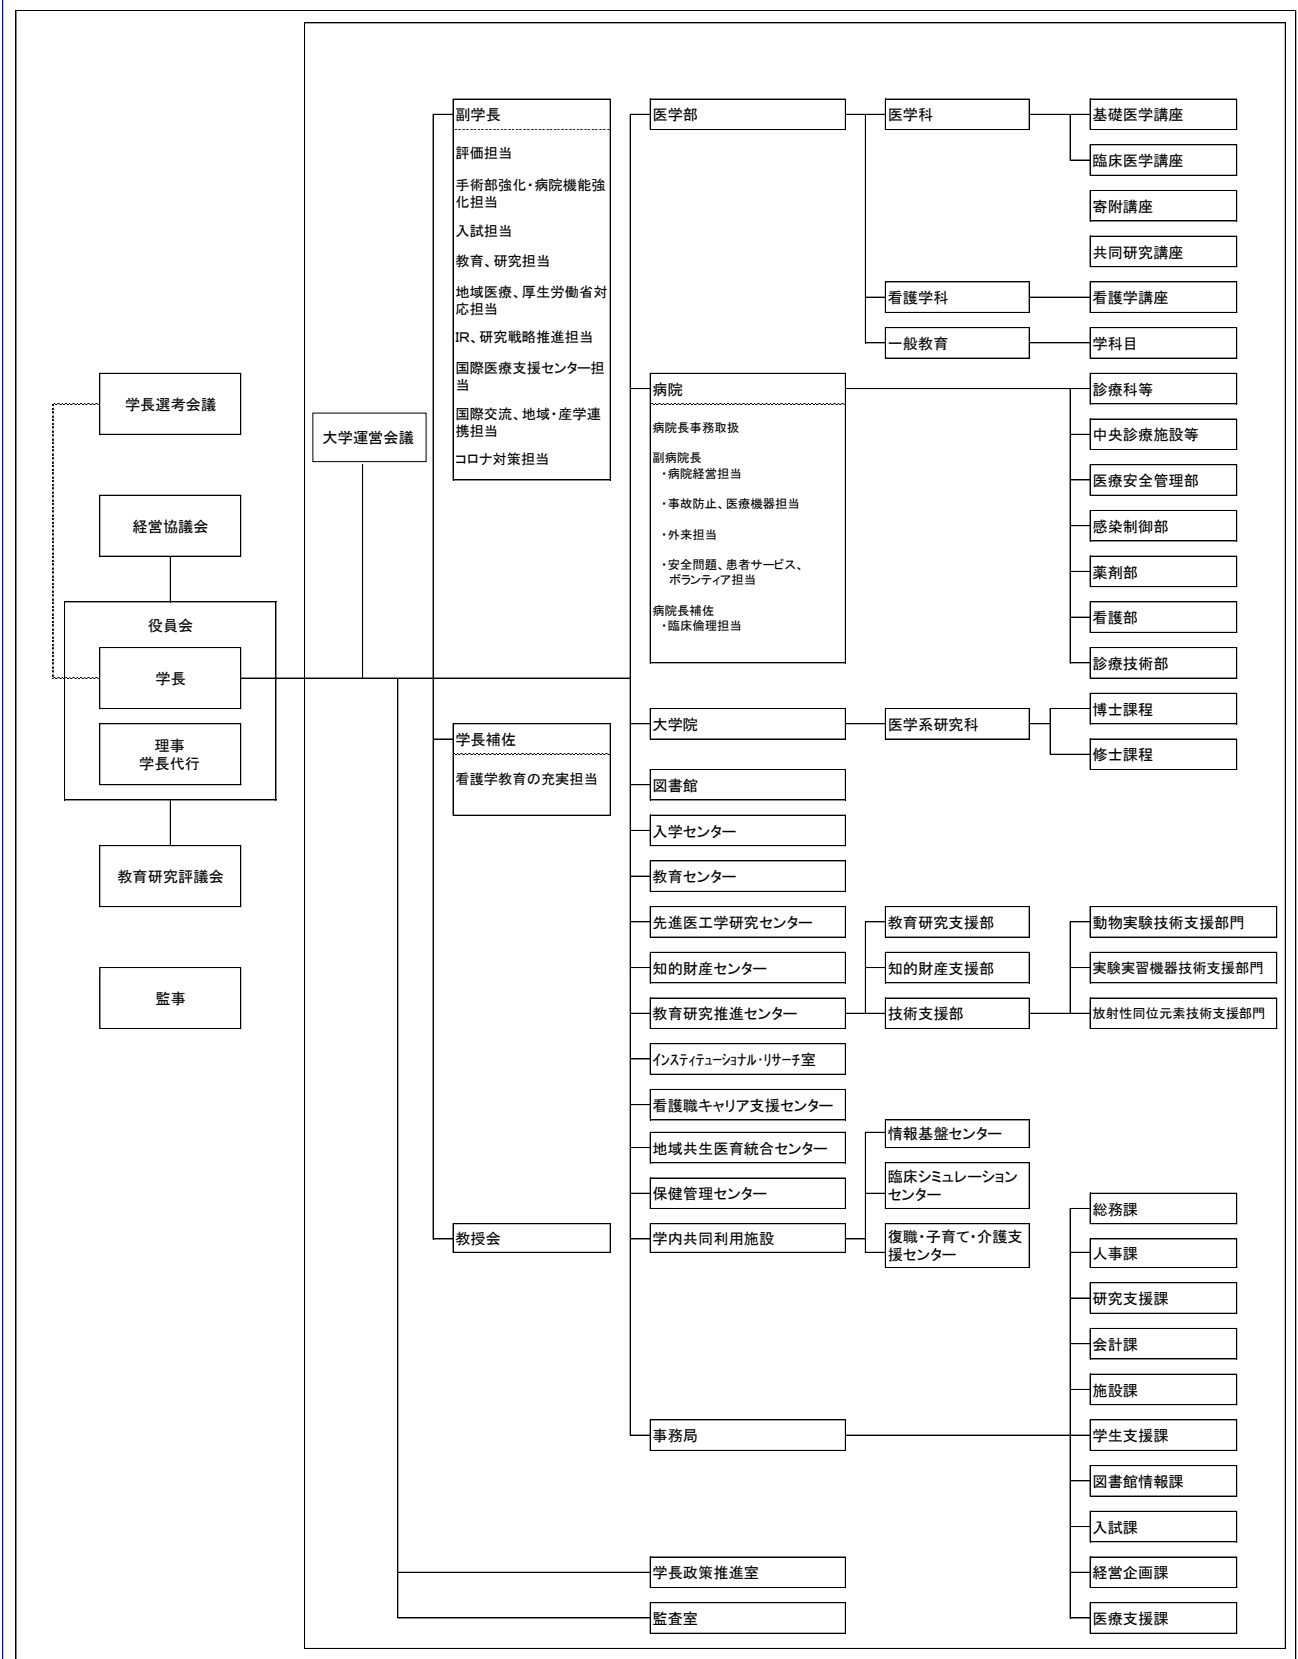 学長選考会議
経営協議会
役員会
学長
理事
学長代行
教育研究評議会
監事
大学運営会議
副学長
評価担当
手術部強化・病院機能強
化担当
入試担当
教育、研究担当
地域医療、厚生労働省対
応担当
IR、研究戦略推進担当
国際医療支援センター担
当
国際交流、地域・産学連
携担当
コロナ対策担当
学長補佐
看護学教育の充実担当
教授会
医学部
病院
病院長事務取扱
副病院長
・病院経営担当
・事故防止、医療機器担当
・外来担当
・安全問題、患者サービス、
ボランティア担当
病院長補佐
・臨床倫理担当
大学院
図書館
入学センター
教育センター
先進医工学研究センター
知的財産センター
教育研究推進センター
インスティテューショナル・リサーチ室
看護職キャリア支援センター
地域共生医育統合センター
保健管理センター
学内共同利用施設
事務局
学長政策推進室
監査室
医学科
看護学科
一般教育
医学系研究科
教育研究支援部
知的財産支援部
技術支援部
情報基盤センター
臨床シミュレーション
センター
復職・子育て・介護支
援センター
基礎医学講座
臨床医学講座
寄附講座
共同研究講座
看護学講座
学科目
診療科等
中央診療施設等
医療安全管理部
感染制御部
薬剤部
看護部
診療技術部
博士課程
修士課程
動物実験技術支援部門
実験実習機器技術支援部門
放射性同位元素技術支援部門
総務課
人事課
研究支援課
会計課
施設課
学生支援課
図書館情報課
入試課
経営企画課
医療支援課